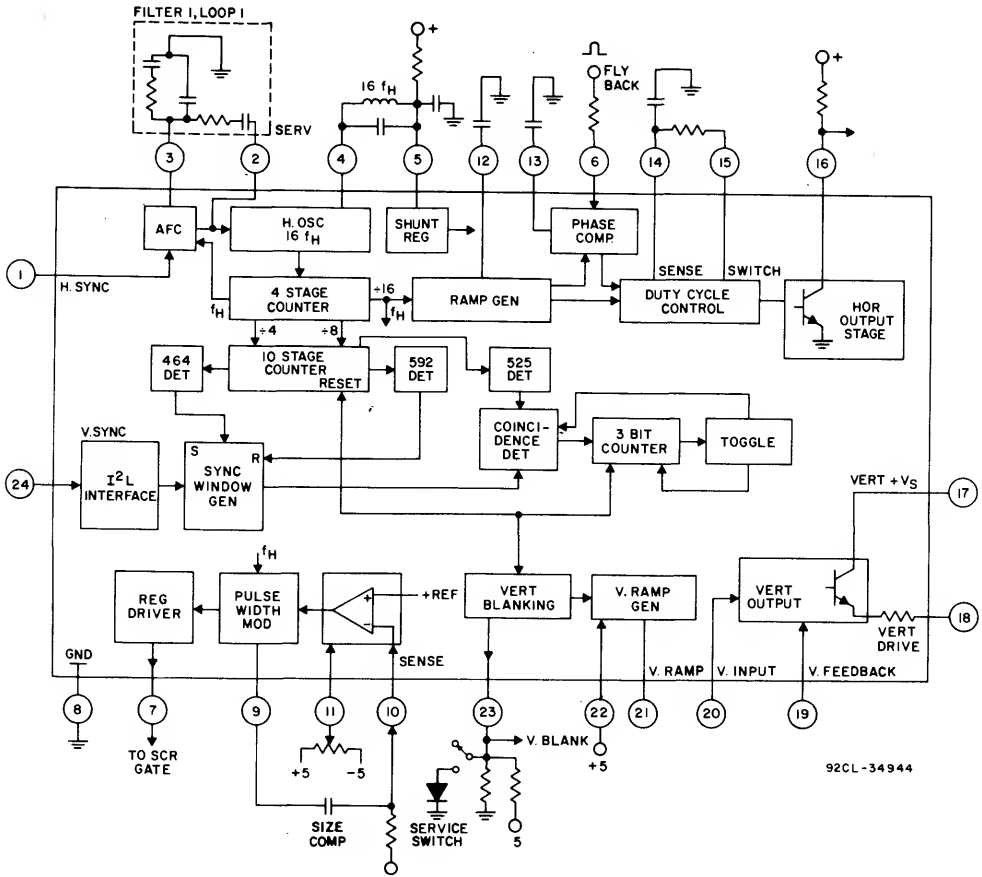 FILTER 1, LOOP 1
SERV
16 fH
+
FLY
BACK
+
3
2
4
5
12
13
6
14
15
16
AFC
H. OSC
16 fH
SHUNT
REG
PHASE
COMP.
SENSE
SWITCH
1
H. SYNC
fH
4 STAGE
COUNTER
÷16
fH
RAMP GEN
DUTY CYCLE
CONTROL
HOR
OUTPUT
STAGE
÷4
÷8
464
DET
10 STAGE
COUNTER
RESET
592
DET
525
DET
COINCI-
DENCE
DET
3 BIT
COUNTER
TOGGLE
V. SYNC
24
I2L
INTERFACE
S
R
SYNC
WINDOW
GEN
VERT +VS
17
fH
REG
DRIVER
PULSE
WIDTH
MOD
+
−
+REF
SENSE
VERT
BLANKING
V. RAMP
GEN
VERT
OUTPUT
18
VERT
DRIVE
GND
V. RAMP
V. INPUT
V. FEEDBACK
8
7
9
11
10
23
22
21
20
19
TO SCR
GATE
+5
-5
V. BLANK
+5
SIZE
COMP
SERVICE
SWITCH
5
92CL-34944